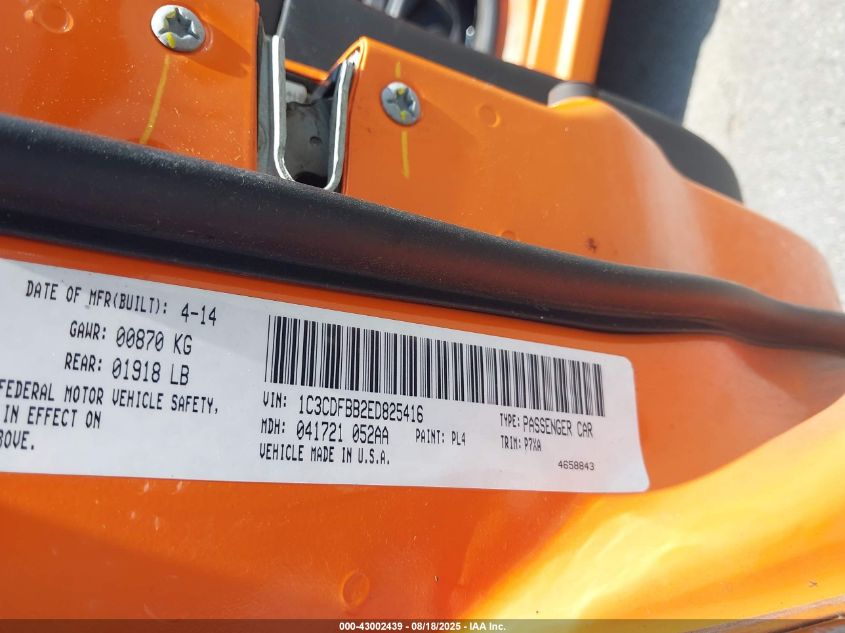 DATE OF MFR(BUILT): 4-14
GAWR: 00870 KG
REAR: 01918 LB
FEDERAL MOTOR VEHICLE SAFETY,
IN EFFECT ON
VIN: 1C3CDFBB2ED825416
TYPE: PASSENGER CAR
MDH: 041721 052AA PAINT: PL4 TRIM: P7XA
VEHICLE MADE IN U.S.A.
4658843
000-43002439 - 08/18/2025 - IAA Inc.